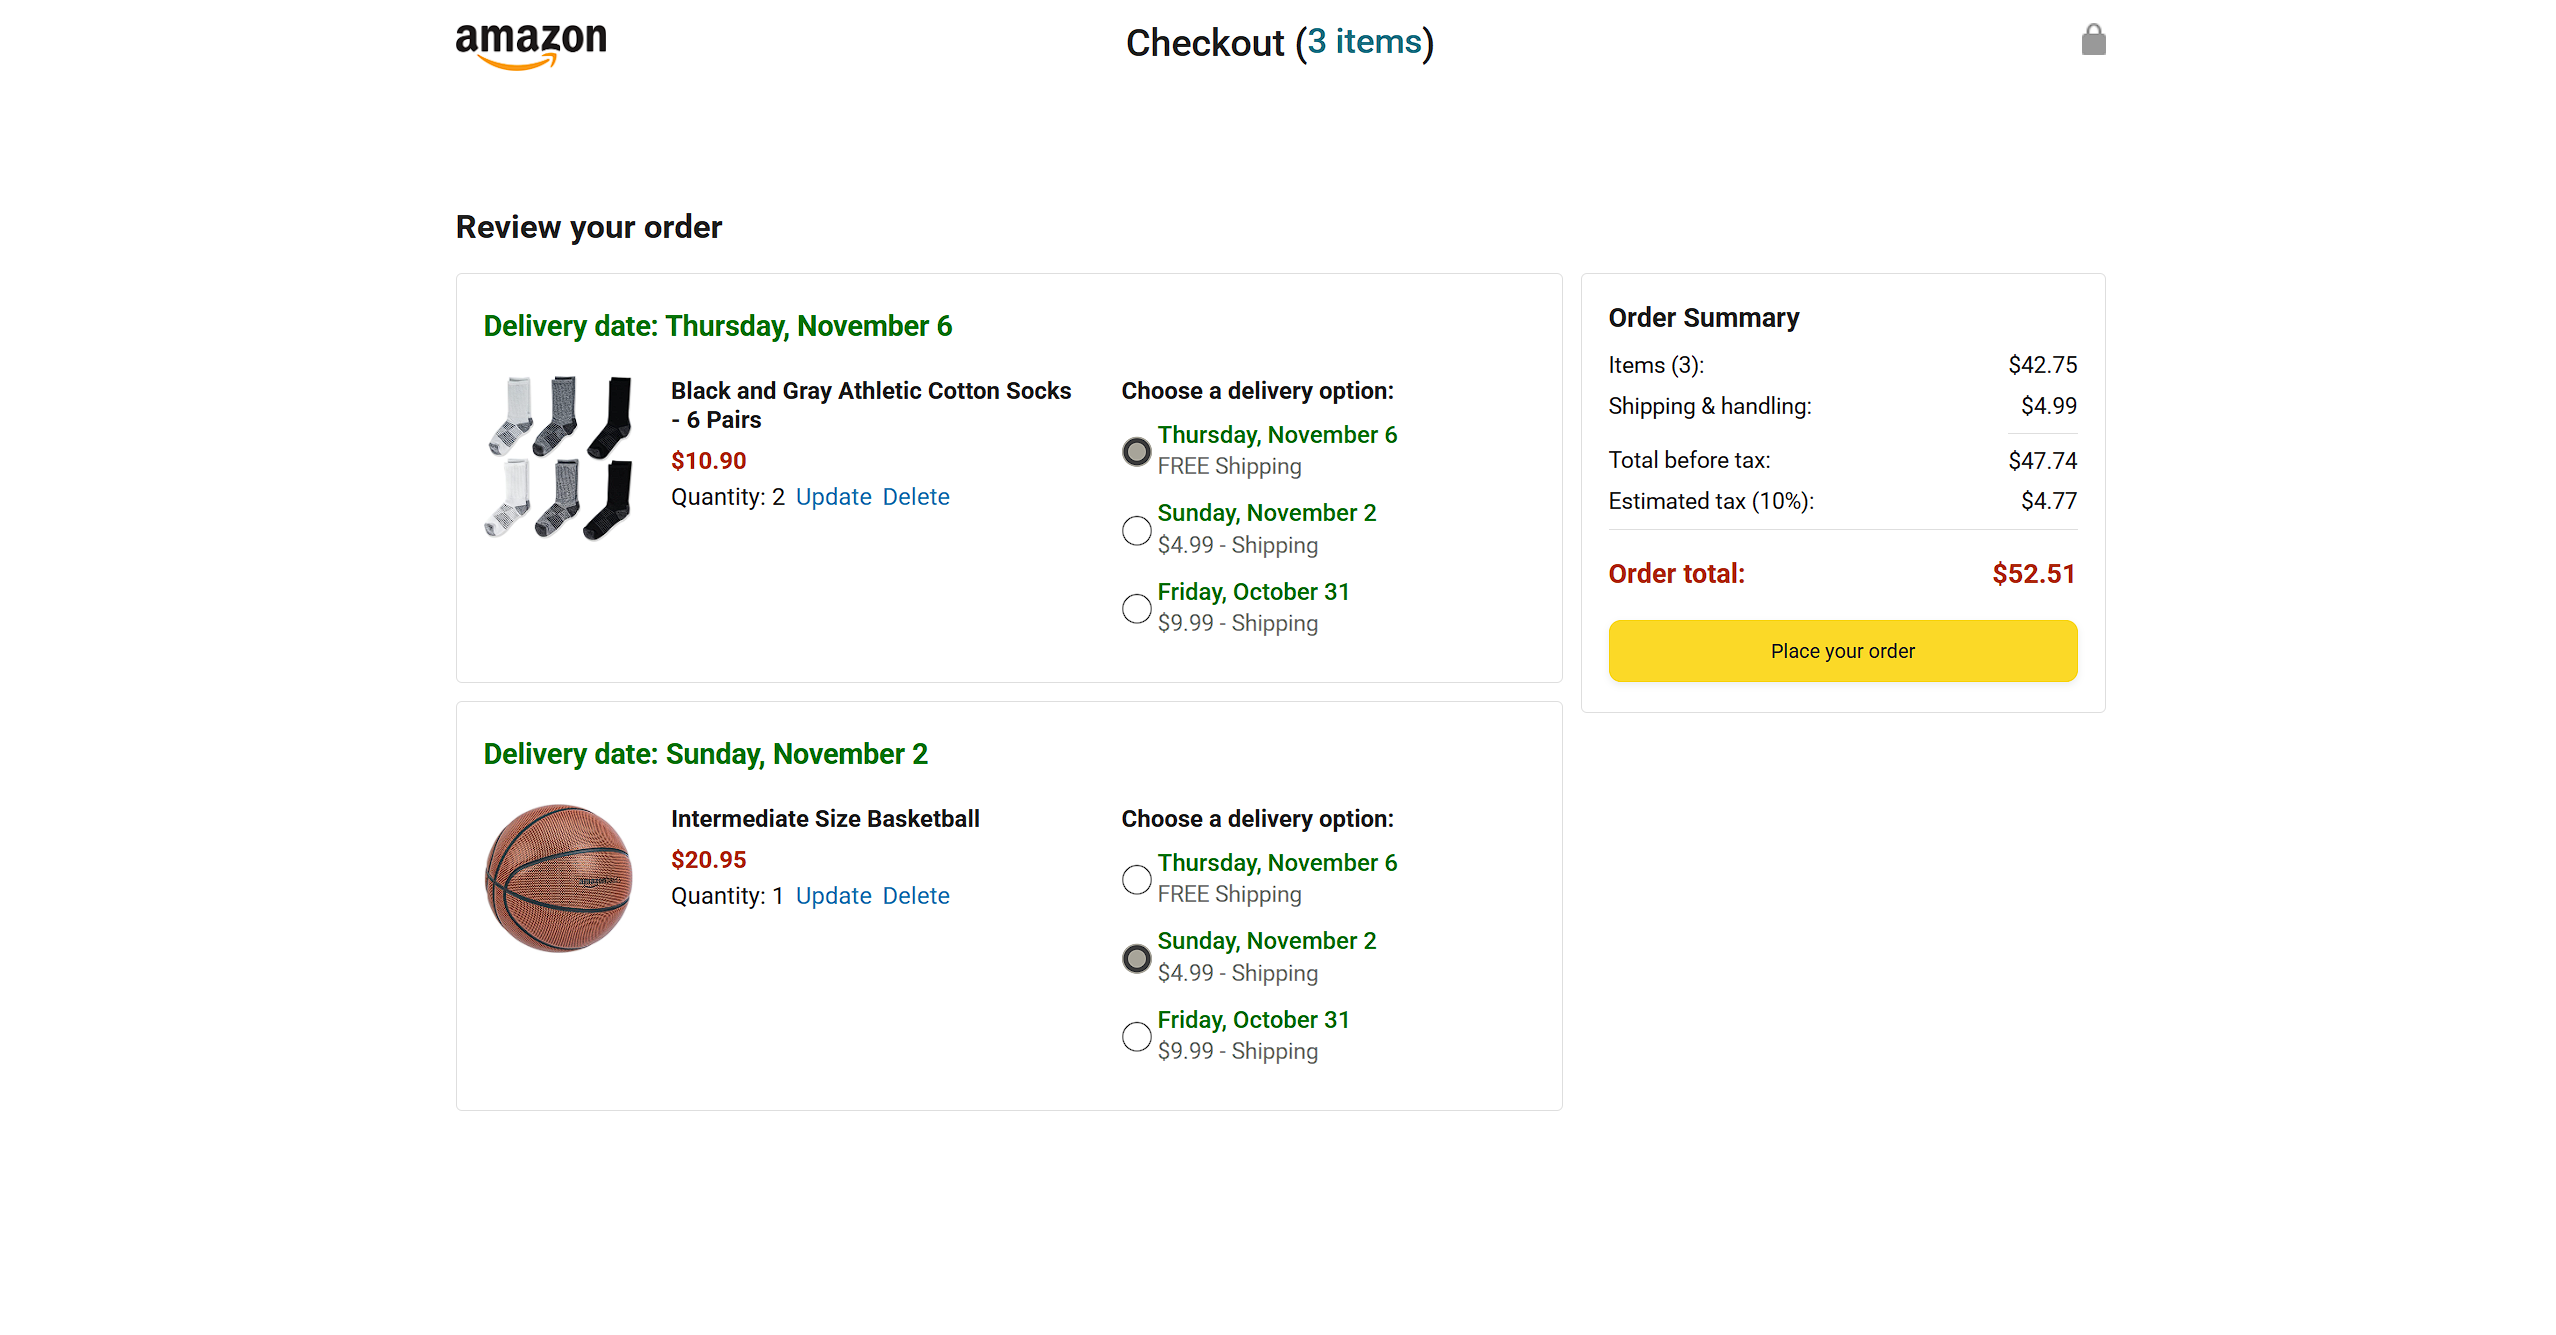 amazon
Checkout (3 items)
Review your order
Delivery date: Thursday, November 6
Black and Gray Athletic Cotton Socks
- 6 Pairs
$10.90
Quantity: 2 Update Delete
Choose a delivery option:
Thursday, November 6
FREE Shipping
Sunday, November 2
$4.99 - Shipping
Friday, October 31
$9.99 - Shipping
Order Summary
Items (3): $42.75
Shipping & handling: $4.99
Total before tax: $47.74
Estimated tax (10%): $4.77
Order total: $52.51
Place your order
Delivery date: Sunday, November 2
Intermediate Size Basketball
$20.95
Quantity: 1 Update Delete
Choose a delivery option:
Thursday, November 6
FREE Shipping
Sunday, November 2
$4.99 - Shipping
Friday, October 31
$9.99 - Shipping